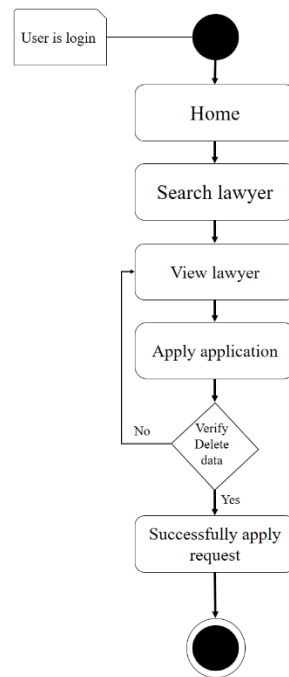 User is login
Home
Search lawyer
View lawyer
Apply application
Verify
Delete
data
No
Yes
Successfully apply
request